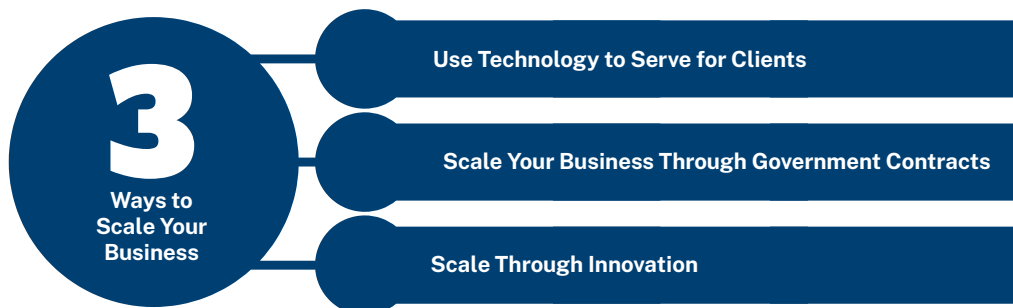 3
Ways to
Scale Your
Business
Use Technology to Serve for Clients
Scale Your Business Through Government Contracts
Scale Through Innovation